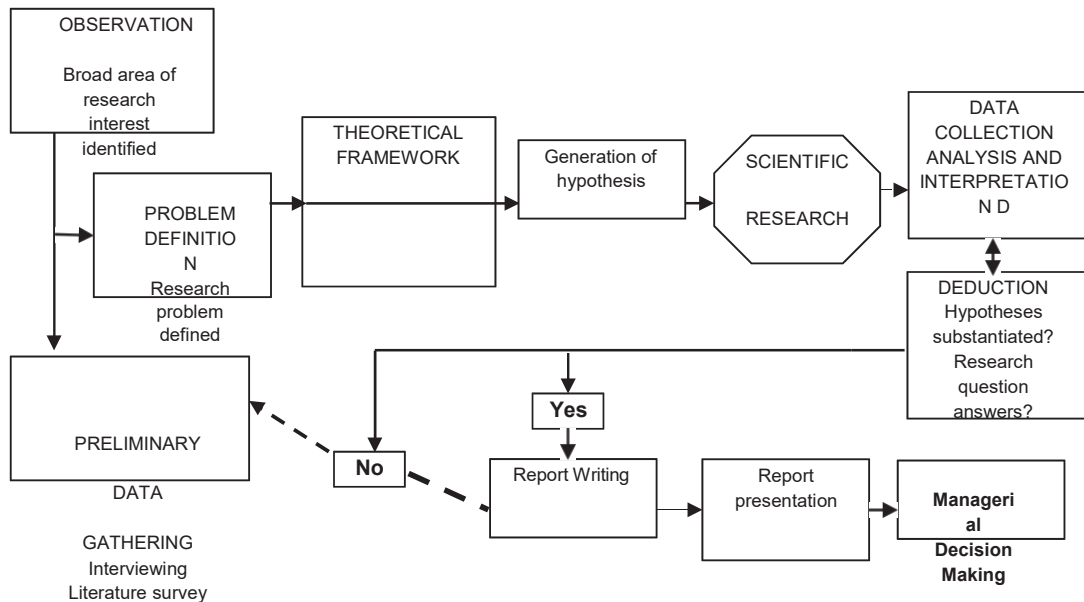 OBSERVATION
Broad area of
research
interest
identified
PROBLEM
DEFINITIO
N
Research
problem
defined
THEORETICAL
FRAMEWORK
Generation of
hypothesis
SCIENTIFIC
RESEARCH
DATA
COLLECTION
ANALYSIS AND
INTERPRETATIO
N D
DEDUCTION
Hypotheses
substantiated?
Research
question
answers?
PRELIMINARY
DATA
GATHERING
Interviewing
Literature survey
No
Yes
Report Writing
Report
presentation
Manageri
al
Decision
Making